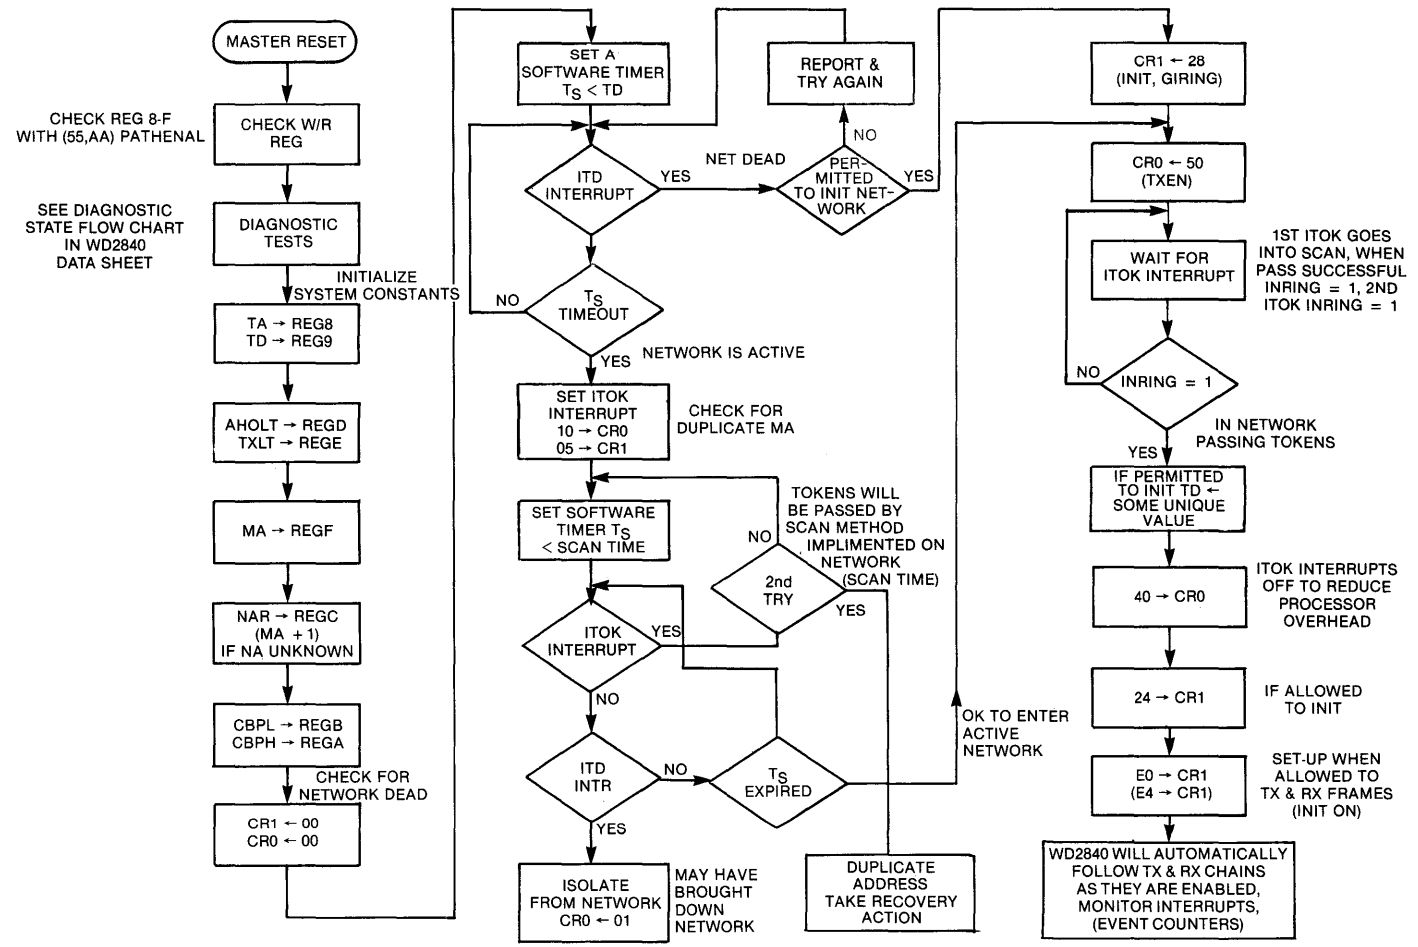 MASTER RESET
CHECK REG 8-F
WITH (55,AA) PATHENAL
CHECK W/R
REG
SEE DIAGNOSTIC
STATE FLOW CHART
IN WD2840
DATA SHEET
DIAGNOSTIC
TESTS
INITIALIZE
SYSTEM CONSTANTS
TA → REG8
TD → REG9
AHOLT → REGD
TXLT → REGE
MA → REGF
NAR → REGC
(MA + 1)
IF NA UNKNOWN
CBPL → REGB
CBPH → REGA
CHECK FOR
NETWORK DEAD
CR1 ← 00
CR0 ← 00
SET A
SOFTWARE TIMER
TS < TD
ITD
INTERRUPT
YES
NET DEAD
REPORT &
TRY AGAIN
NO
PER-
MITTED
TO INIT NET-
WORK
YES
TS
TIMEOUT
NO
YES
NETWORK IS ACTIVE
SET ITOK
INTERRUPT
10 → CR0
05 → CR1
CHECK FOR
DUPLICATE MA
SET SOFTWARE
TIMER TS
< SCAN TIME
TOKENS WILL
BE PASSED BY
SCAN METHOD
IMPLIMENTED ON
NETWORK
(SCAN TIME)
NO
2nd
TRY
YES
ITOK
INTERRUPT
YES
NO
ITD
INTR
NO
YES
TS
EXPIRED
OK TO ENTER
ACTIVE
NETWORK
ISOLATE
FROM NETWORK
CR0 ← 01
MAY HAVE
BROUGHT
DOWN
NETWORK
DUPLICATE
ADDRESS
TAKE RECOVERY
ACTION
CR1 ← 28
(INIT, GIRING)
CR0 ← 50
(TXEN)
WAIT FOR
ITOK INTERRUPT
1ST ITOK GOES
INTO SCAN, WHEN
PASS SUCCESSFUL
INRING = 1, 2ND
ITOK INRING = 1
NO
INRING = 1
IN NETWORK
PASSING TOKENS
YES
IF PERMITTED
TO INIT TD ←
SOME UNIQUE
VALUE
40 → CR0
ITOK INTERRUPTS
OFF TO REDUCE
PROCESSOR
OVERHEAD
24 → CR1
IF ALLOWED
TO INIT
E0 → CR1
(E4 → CR1)
SET-UP WHEN
ALLOWED TO
TX & RX FRAMES
(INIT ON)
WD2840 WILL AUTOMATICALLY
FOLLOW TX & RX CHAINS
AS THEY ARE ENABLED,
MONITOR INTERRUPTS,
(EVENT COUNTERS)